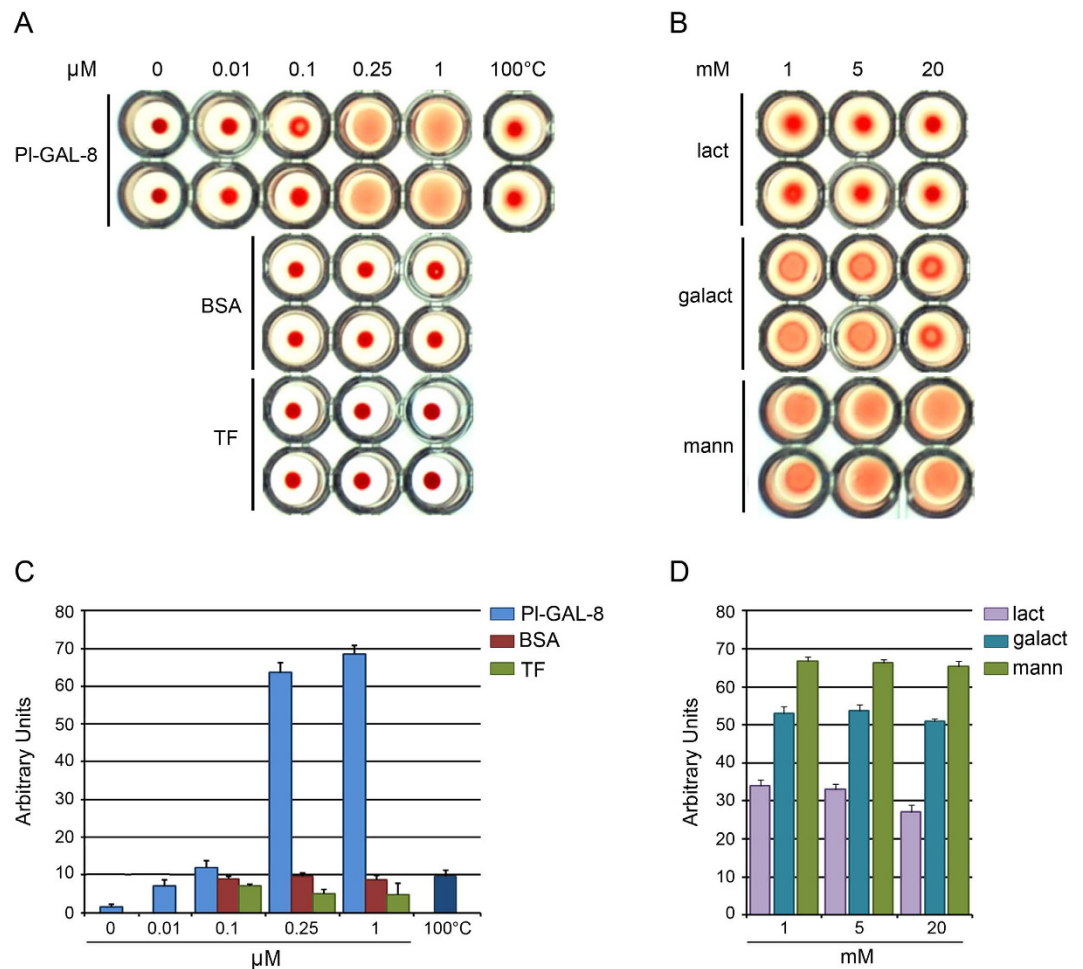 A
µM 0 0.01 0.1 0.25 1 100°C
Pl-GAL-8
BSA
TF
B
mM 1 5 20
lact
galact
mann
C
80
70
60
50
40
30
20
10
0
Arbitrary Units
0 0.01 0.1 0.25 1 100°C
µM
Pl-GAL-8
BSA
TF
D
80
70
60
50
40
30
20
10
0
Arbitrary Units
1 5 20
mM
lact
galact
mann